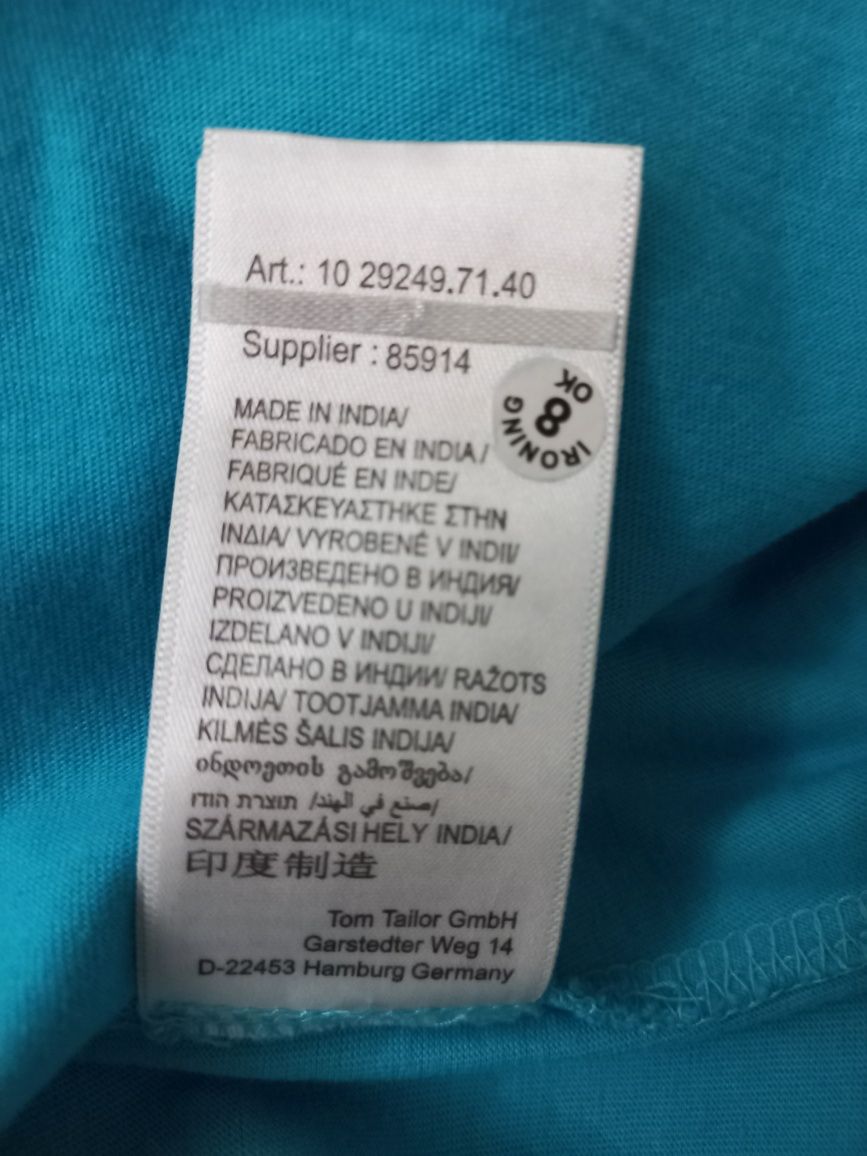 Art.: 10 29249.71.40
Supplier : 85914
IRONING 8 OK
MADE IN INDIA/
FABRICADO EN INDIA/
FABRIQUÉ EN INDE/
ΚΑΤΑΣΚΕΥΑΣΤΗΚΕ ΣΤΗΝ
ΙΝΔΙΑ/ VYROBENÉ V INDII/
ПРОИЗВЕДЕНО В ИНДИЯ/
PROIZVEDENO U INDIJI/
IZDELANO V INDIJI/
СДЕЛАНО В ИНДИИ/ RAŽOTS
INDIJA/ TOOTJAMMA INDIA/
KILMĖS ŠALIS INDIJA/
ინდოეთის გამოშვება/
תוצרת הודו /صنع في الهند/
SZÁRMAZÁSI HELY INDIA/
印度制造
Tom Tailor GmbH
Garstedter Weg 14
D-22453 Hamburg Germany